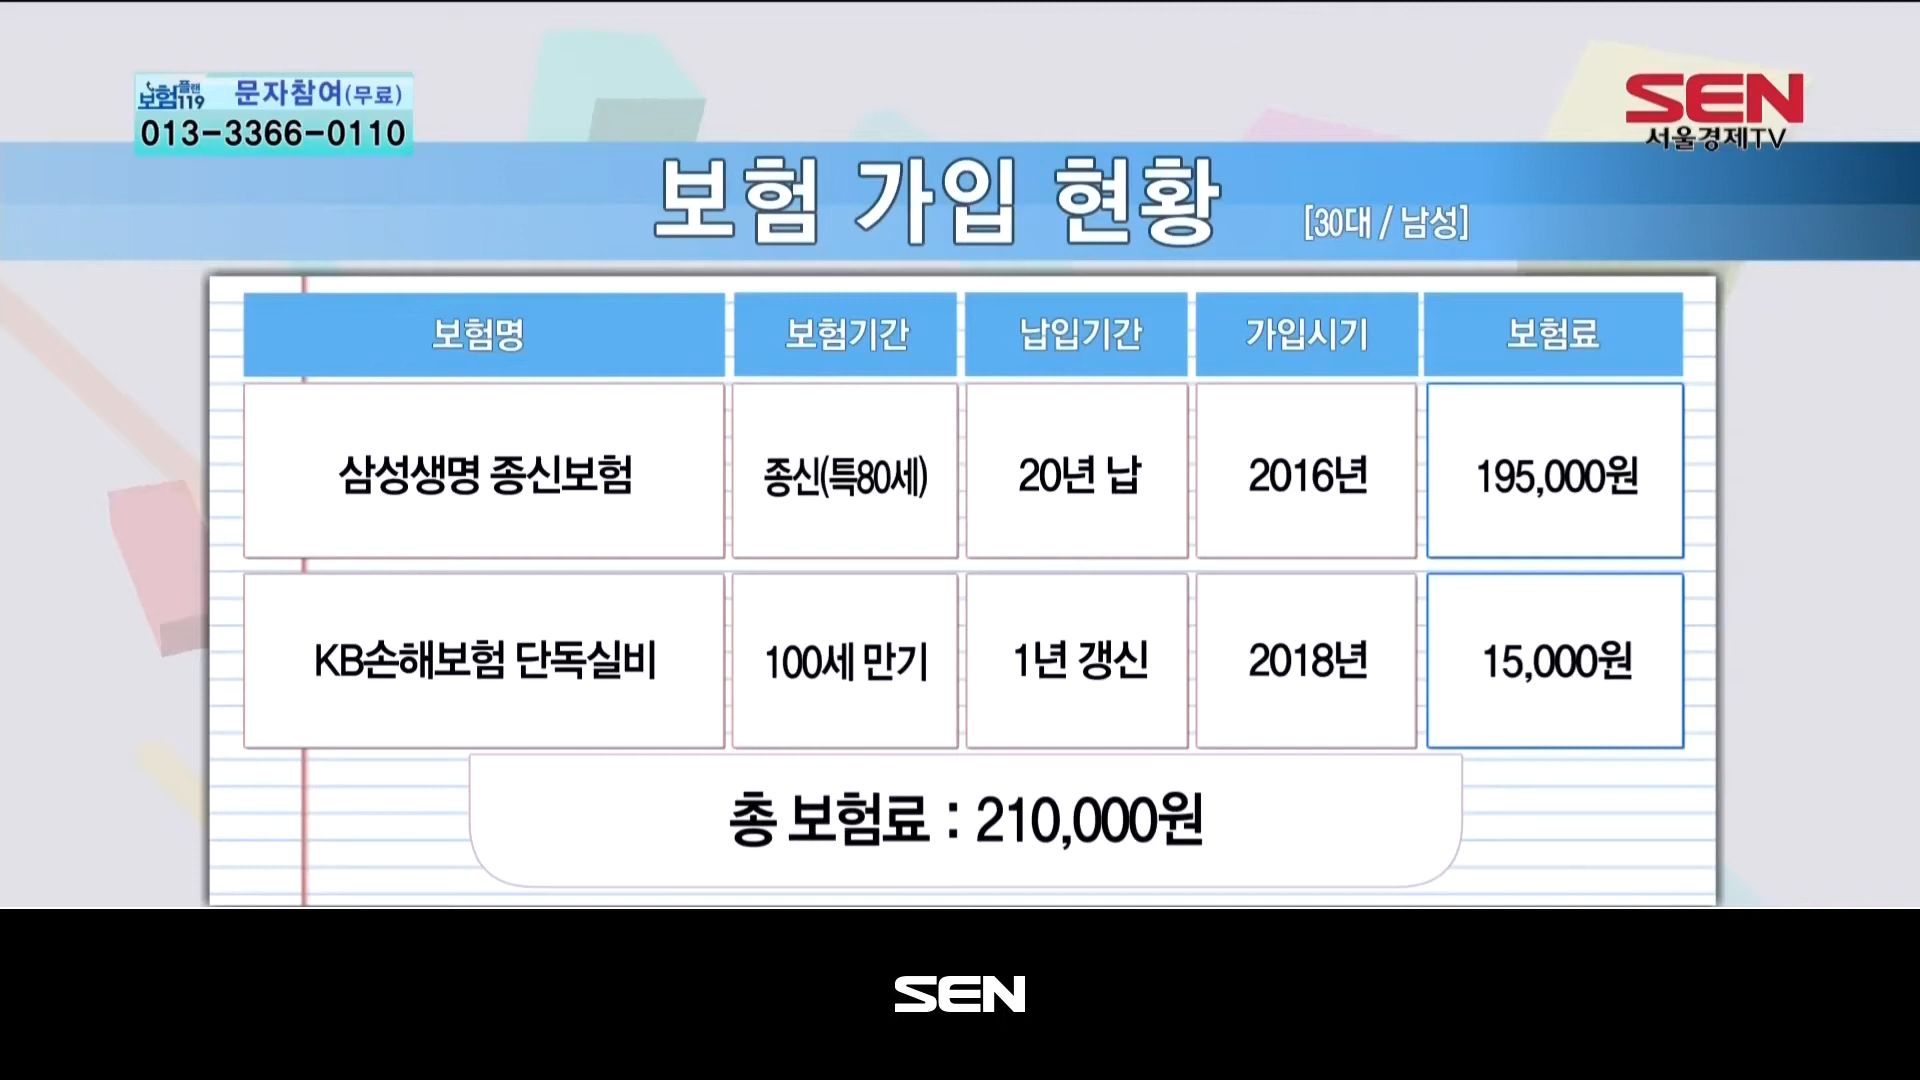 보험플랜119 문자참여(무료)
013-3366-0110
SEN
서울경제TV
보험 가입 현황 [30대 / 남성]
보험명 보험기간 납입기간 가입시기 보험료
삼성생명 종신보험 종신(특80세) 20년 납 2016년 195,000원
KB손해보험 단독실비 100세 만기 1년 갱신 2018년 15,000원
총 보험료 : 210,000원
SEN